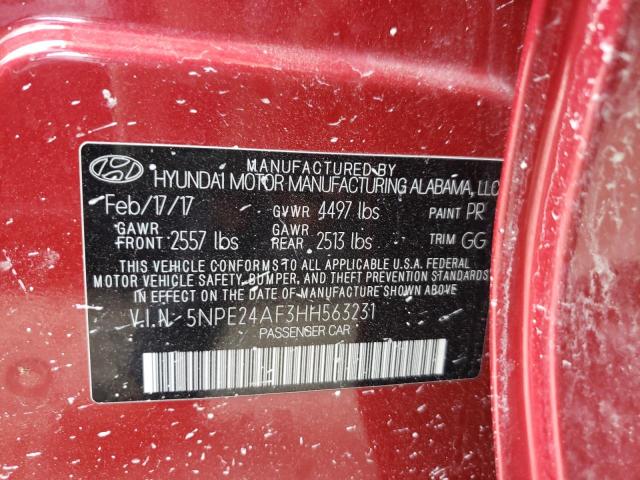 MANUFACTURED BY
HYUNDAI MOTOR MANUFACTURING ALABAMA, LLC
Feb/17/17 GVWR 4497 lbs PAINT PR
GAWR FRONT 2557 lbs GAWR REAR 2513 lbs TRIM GG
THIS VEHICLE CONFORMS TO ALL APPLICABLE U.S.A. FEDERAL
MOTOR VEHICLE SAFETY, BUMPER, AND THEFT PREVENTION STANDARDS
IN EFFECT ON THE DATE OF MANUFACTURE SHOWN ABOVE.
V.I.N. 5NPE24AF3HH563231
PASSENGER CAR